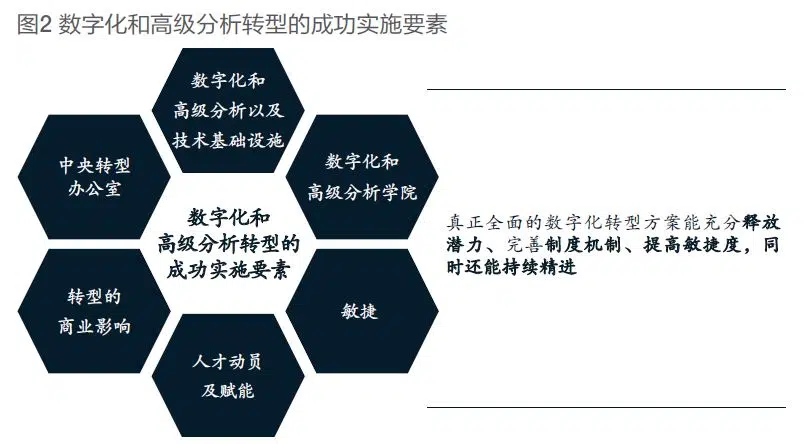 图2 数字化和高级分析转型的成功实施要素
数字化和
高级分析以及
技术基础设施
中央转型
办公室
数字化和
高级分析学院
数字化和
高级分析转型的
成功实施要素
转型的
商业影响
敏捷
人才动员
及赋能
真正全面的数字化转型方案能充分释放
潜力、完善制度机制、提高敏捷度，同
时还能持续精进